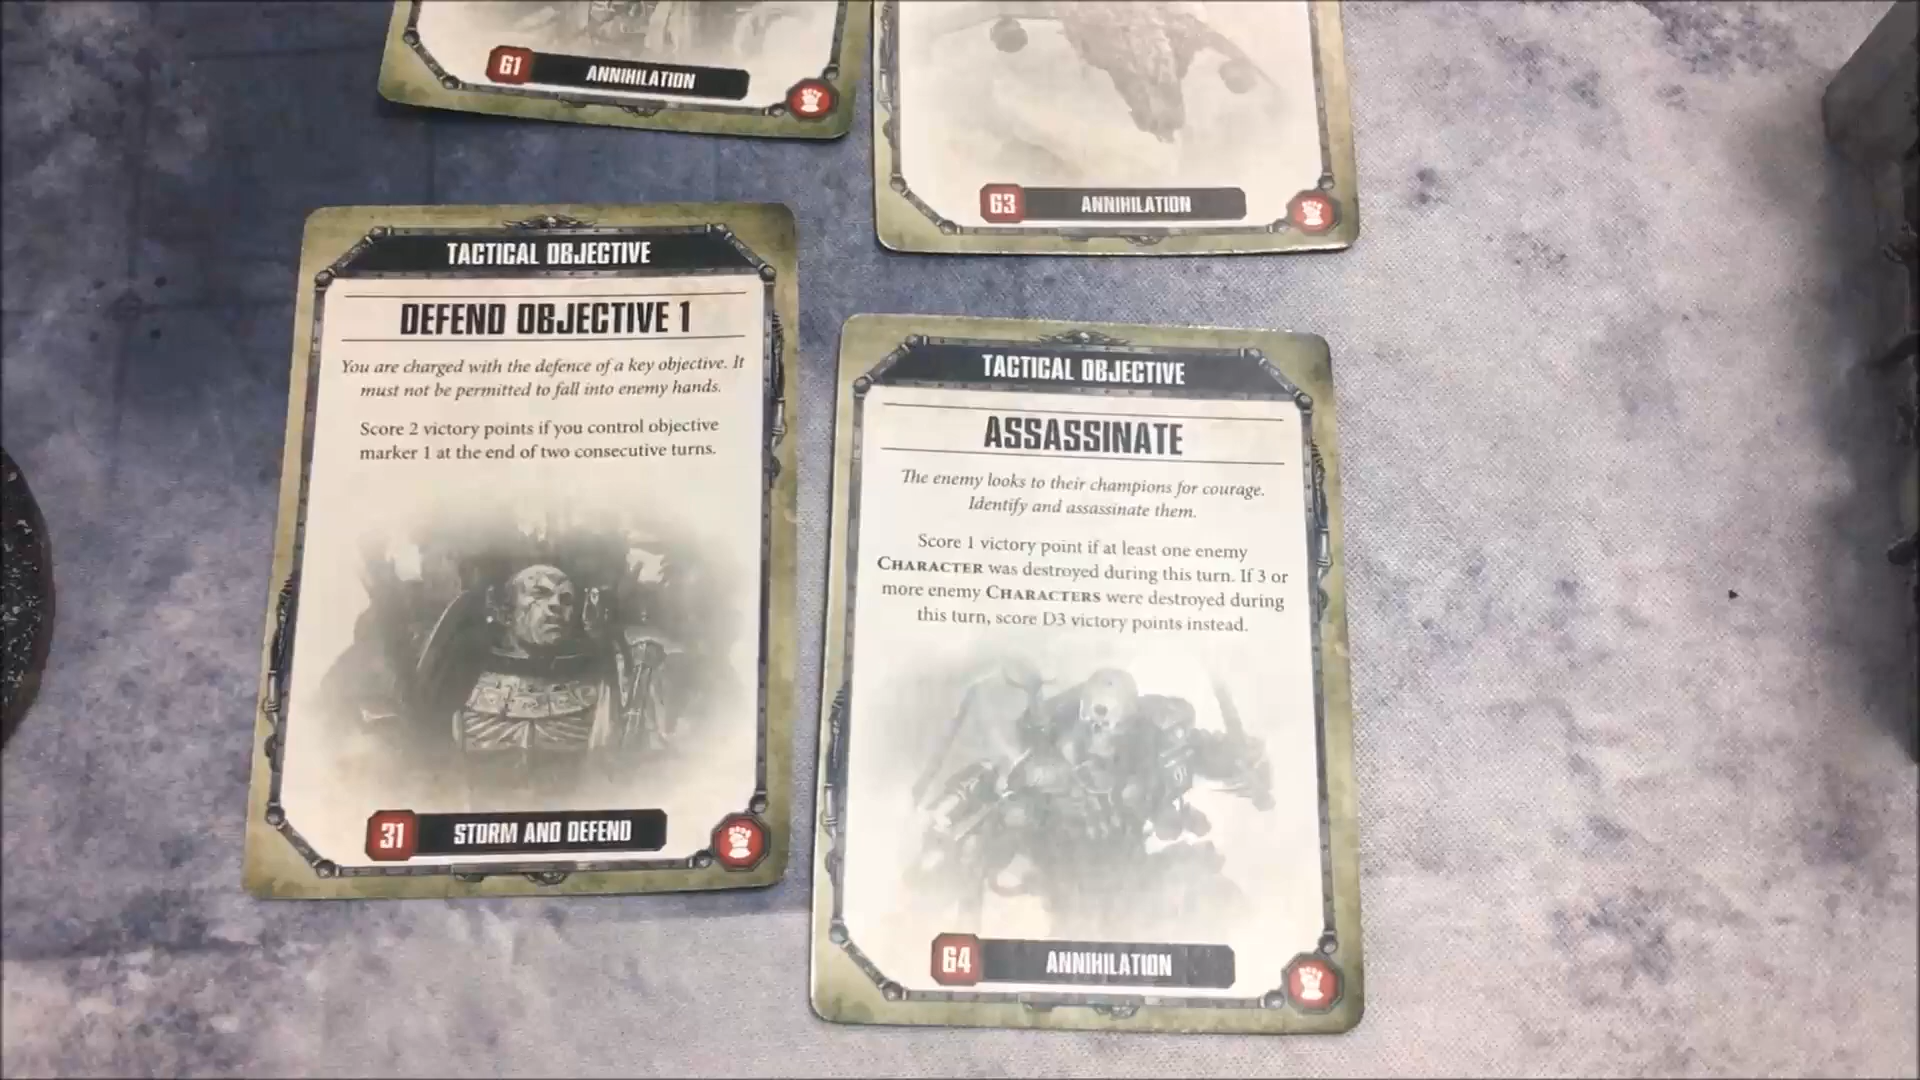 61
ANNIHILATION
63
ANNIHILATION
TACTICAL OBJECTIVE
DEFEND OBJECTIVE 1
You are charged with the defence of a key objective. It
must not be permitted to fall into enemy hands.
Score 2 victory points if you control objective
marker 1 at the end of two consecutive turns.
31
STORM AND DEFEND
TACTICAL OBJECTIVE
ASSASSINATE
The enemy looks to their champions for courage.
Identify and assassinate them.
Score 1 victory point if at least one enemy
CHARACTER was destroyed during this turn. If 3 or
more enemy CHARACTERS were destroyed during
this turn, score D3 victory points instead.
64
ANNIHILATION